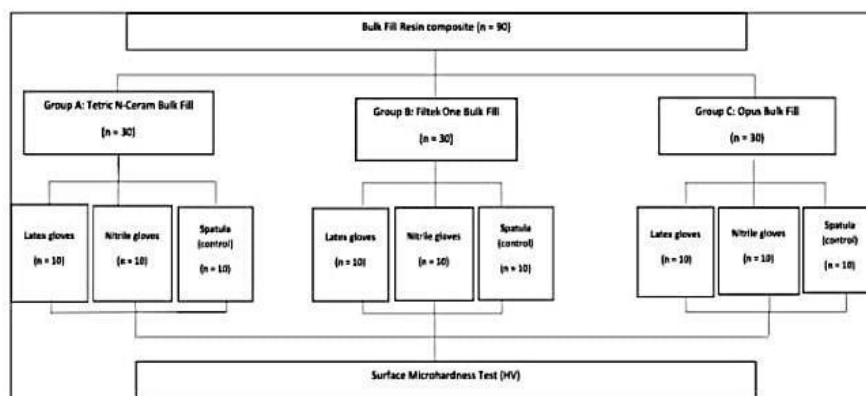 Bulk Fill Resin composite (n = 90)
Group A: Tetric N-Ceram Bulk Fill
(n = 30)
Group B: Filtek One Bulk Fill
(n = 30)
Group C: Opus Bulk Fill
(n = 30)
Latex gloves
(n = 10)
Nitrile gloves
(n = 10)
Spatula
(control)
(n = 10)
Latex gloves
(n = 10)
Nitrile gloves
(n = 10)
Spatula
(control)
(n = 10)
Latex gloves
(n = 10)
Nitrile gloves
(n = 10)
Spatula
(control)
(n = 10)
Surface Microhardness Test (HV)